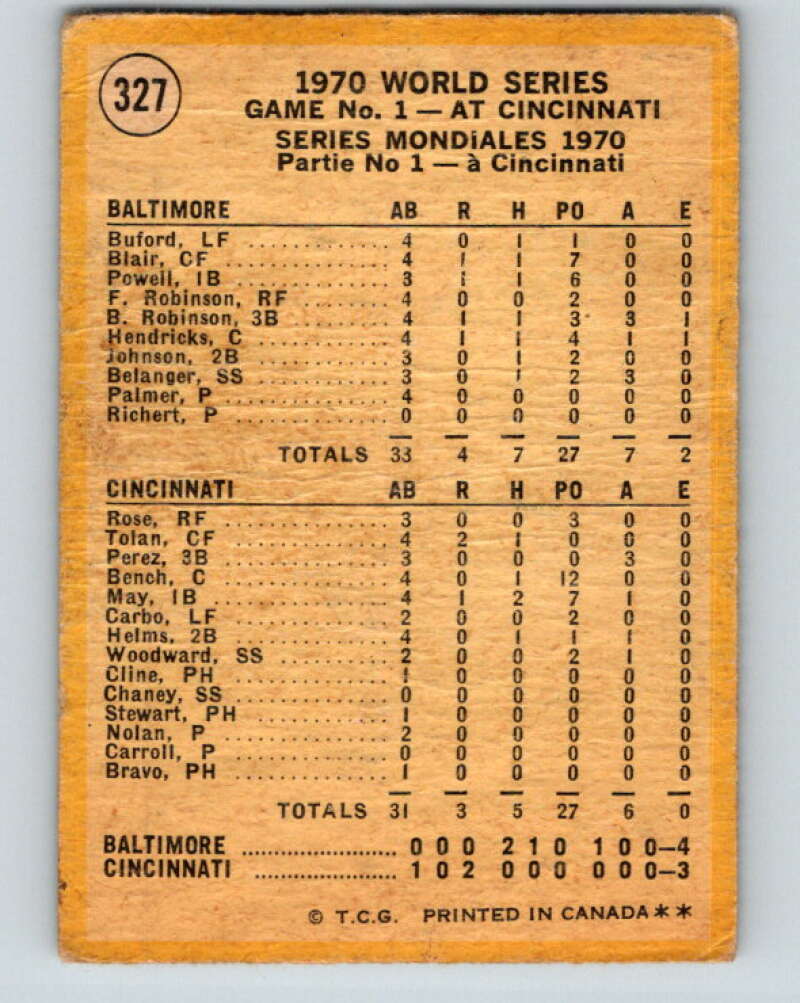 327
1970 WORLD SERIES
GAME No. 1 — AT CINCINNATI
SERIES MONDiALES 1970
Partie No 1 — à Cincinnati
BALTIMORE AB R H PO A E
Buford, LF ............... 4 0 1 1 0 0
Blair, CF ............... 4 1 1 7 0 0
Powell, 1B ............... 3 1 1 6 0 0
F. Robinson, RF ......... 4 0 0 2 0 0
B. Robinson, 3B ......... 4 1 1 3 3 1
Hendricks, C ............ 4 1 1 4 1 1
Johnson, 2B ............. 3 0 1 2 0 0
Belanger, SS ............ 3 0 1 2 3 0
Palmer, P ............... 4 0 0 0 0 0
Richert, P .............. 0 0 0 0 0 0
TOTALS 33 4 7 27 7 2
CINCINNATI AB R H PO A E
Rose, RF ............... 3 0 0 3 0 0
Tolan, CF ............... 4 2 1 0 0 0
Perez, 3B ............... 3 0 0 0 3 0
Bench, C ............... 4 0 1 12 0 0
May, 1B ............... 4 1 2 7 1 0
Carbo, LF ............... 2 0 0 2 0 0
Helms, 2B ............... 4 0 1 1 1 0
Woodward, SS ........... 2 0 0 2 1 0
Cline, PH ............... 1 0 0 0 0 0
Chaney, SS .............. 0 0 0 0 0 0
Stewart, PH ............. 1 0 0 0 0 0
Nolan, P ............... 2 0 0 0 0 0
Carroll, P .............. 0 0 0 0 0 0
Bravo, PH ............... 1 0 0 0 0 0
TOTALS 31 3 5 27 6 0
BALTIMORE ..................... 0 0 0 2 1 0 1 0 0—4
CINCINNATI .................... 1 0 2 0 0 0 0 0 0—3
© T.C.G. PRINTED IN CANADA * *